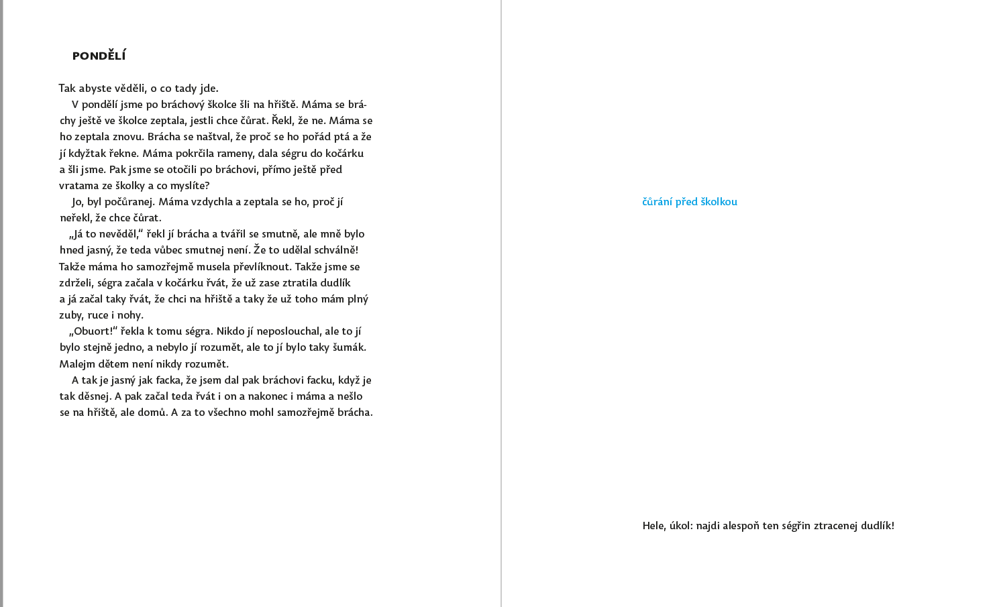 PONDĚLÍ
Tak abyste věděli, o co tady jde.
V pondělí jsme po bráchový školce šli na hřiště. Máma se brá-
chy ještě ve školce zeptala, jestli chce čůrat. Řekl, že ne. Máma se
ho zeptala znovu. Brácha se naštval, že proč se ho pořád ptá a že
jí kdyžtak řekne. Máma pokrčila rameny, dala ségru do kočárku
a šli jsme. Pak jsme se otočili po bráchovi, přímo ještě před
vratama ze školky a co myslíte?
Jo, byl počůranej. Máma vzdychla a zeptala se ho, proč jí
neřekl, že chce čůrat.
„Já to nevěděl,“ řekl jí brácha a tvářil se smutně, ale mně bylo
hned jasný, že teda vůbec smutnej není. Že to udělal schválně!
Takže máma ho samozřejmě musela převlíknout. Takže jsme se
zdrželi, ségra začala v kočárku řvát, že už zase ztratila dudlík
a já začal taky řvát, že chci na hřiště a taky že už toho mám plný
zuby, ruce i nohy.
„Obuort!“ řekla k tomu ségra. Nikdo jí neposlouchal, ale to jí
bylo stejně jedno, a nebylo jí rozumět, ale to jí bylo taky šumák.
Malejm dětem není nikdy rozumět.
A tak je jasný jak facka, že jsem dal pak bráchovi facku, když je
tak děsnej. A pak začal teda řvát i on a nakonec i máma a nešlo
se na hřiště, ale domů. A za to všechno mohl samozřejmě brácha.
čůrání před školkou
Hele, úkol: najdi alespoň ten ségřin ztracenej dudlík!